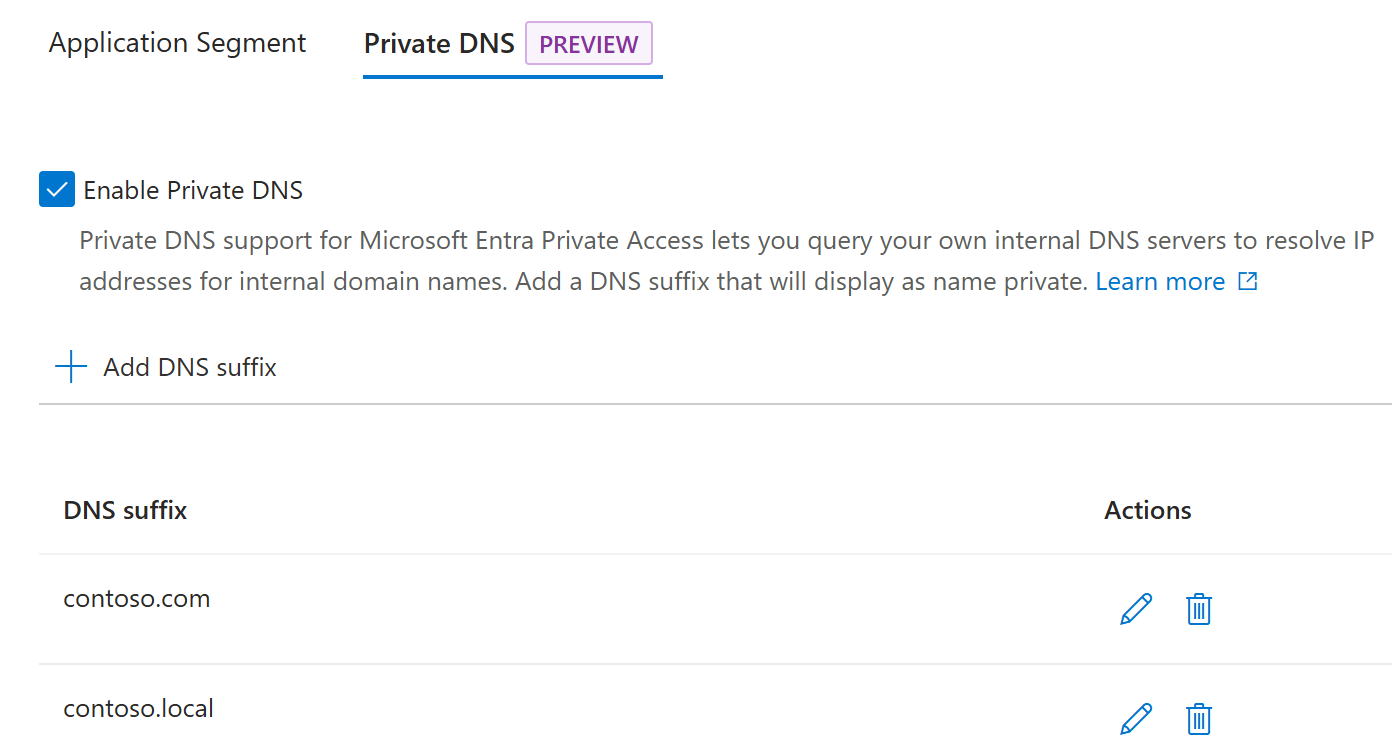 Application Segment Private DNS PREVIEW
Enable Private DNS
Private DNS support for Microsoft Entra Private Access lets you query your own internal DNS servers to resolve IP
addresses for internal domain names. Add a DNS suffix that will display as name private. Learn more
Add DNS suffix
DNS suffix Actions
contoso.com
contoso.local